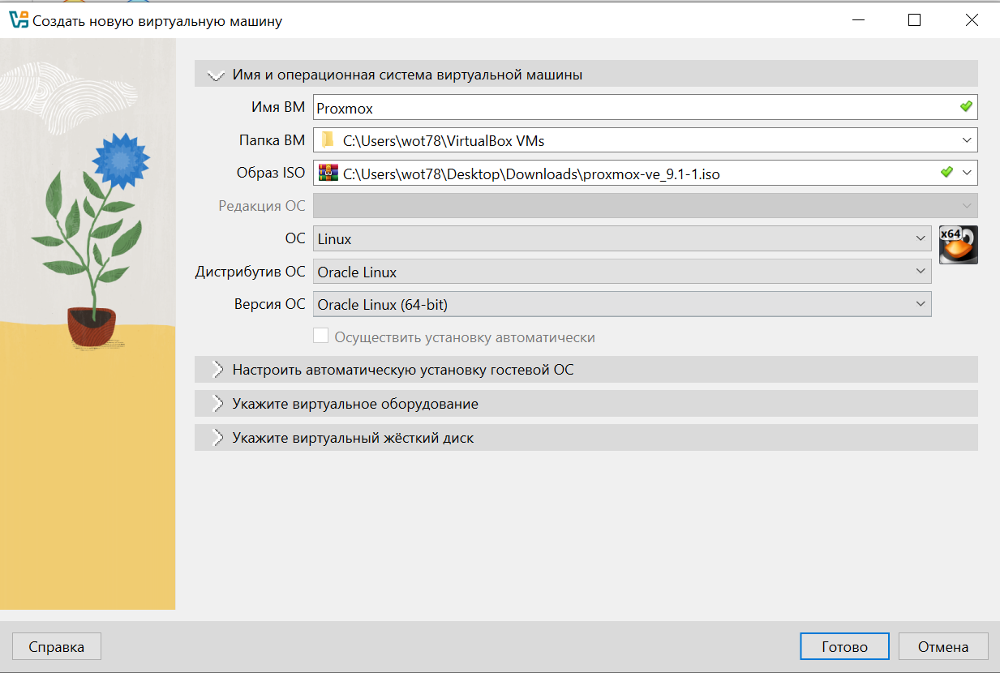 Создать новую виртуальную машину
Имя и операционная система виртуальной машины
Имя ВМ Proxmox
Папка ВМ C:\Users\wot78\VirtualBox VMs
Образ ISO C:\Users\wot78\Desktop\Downloads\proxmox-ve_9.1-1.iso
Редакция ОС
ОС Linux x64
Дистрибутив ОС Oracle Linux
Версия ОС Oracle Linux (64-bit)
Осуществить установку автоматически
Настроить автоматическую установку гостевой ОС
Укажите виртуальное оборудование
Укажите виртуальный жёсткий диск
Справка Готово Отмена